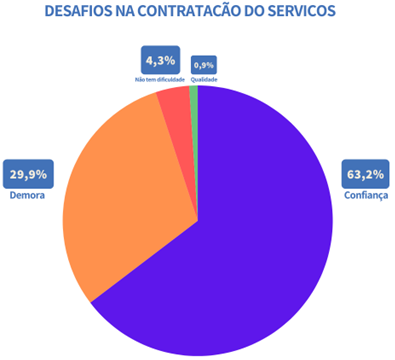 DESAFIOS NA CONTRATACÃO DO SERVICOS
4,3%
0,9%
Não tem dificuldade
Qualidade
29,9%
63,2%
Demora
Confiança